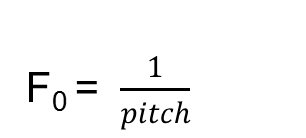 F₀ = 1/pitch